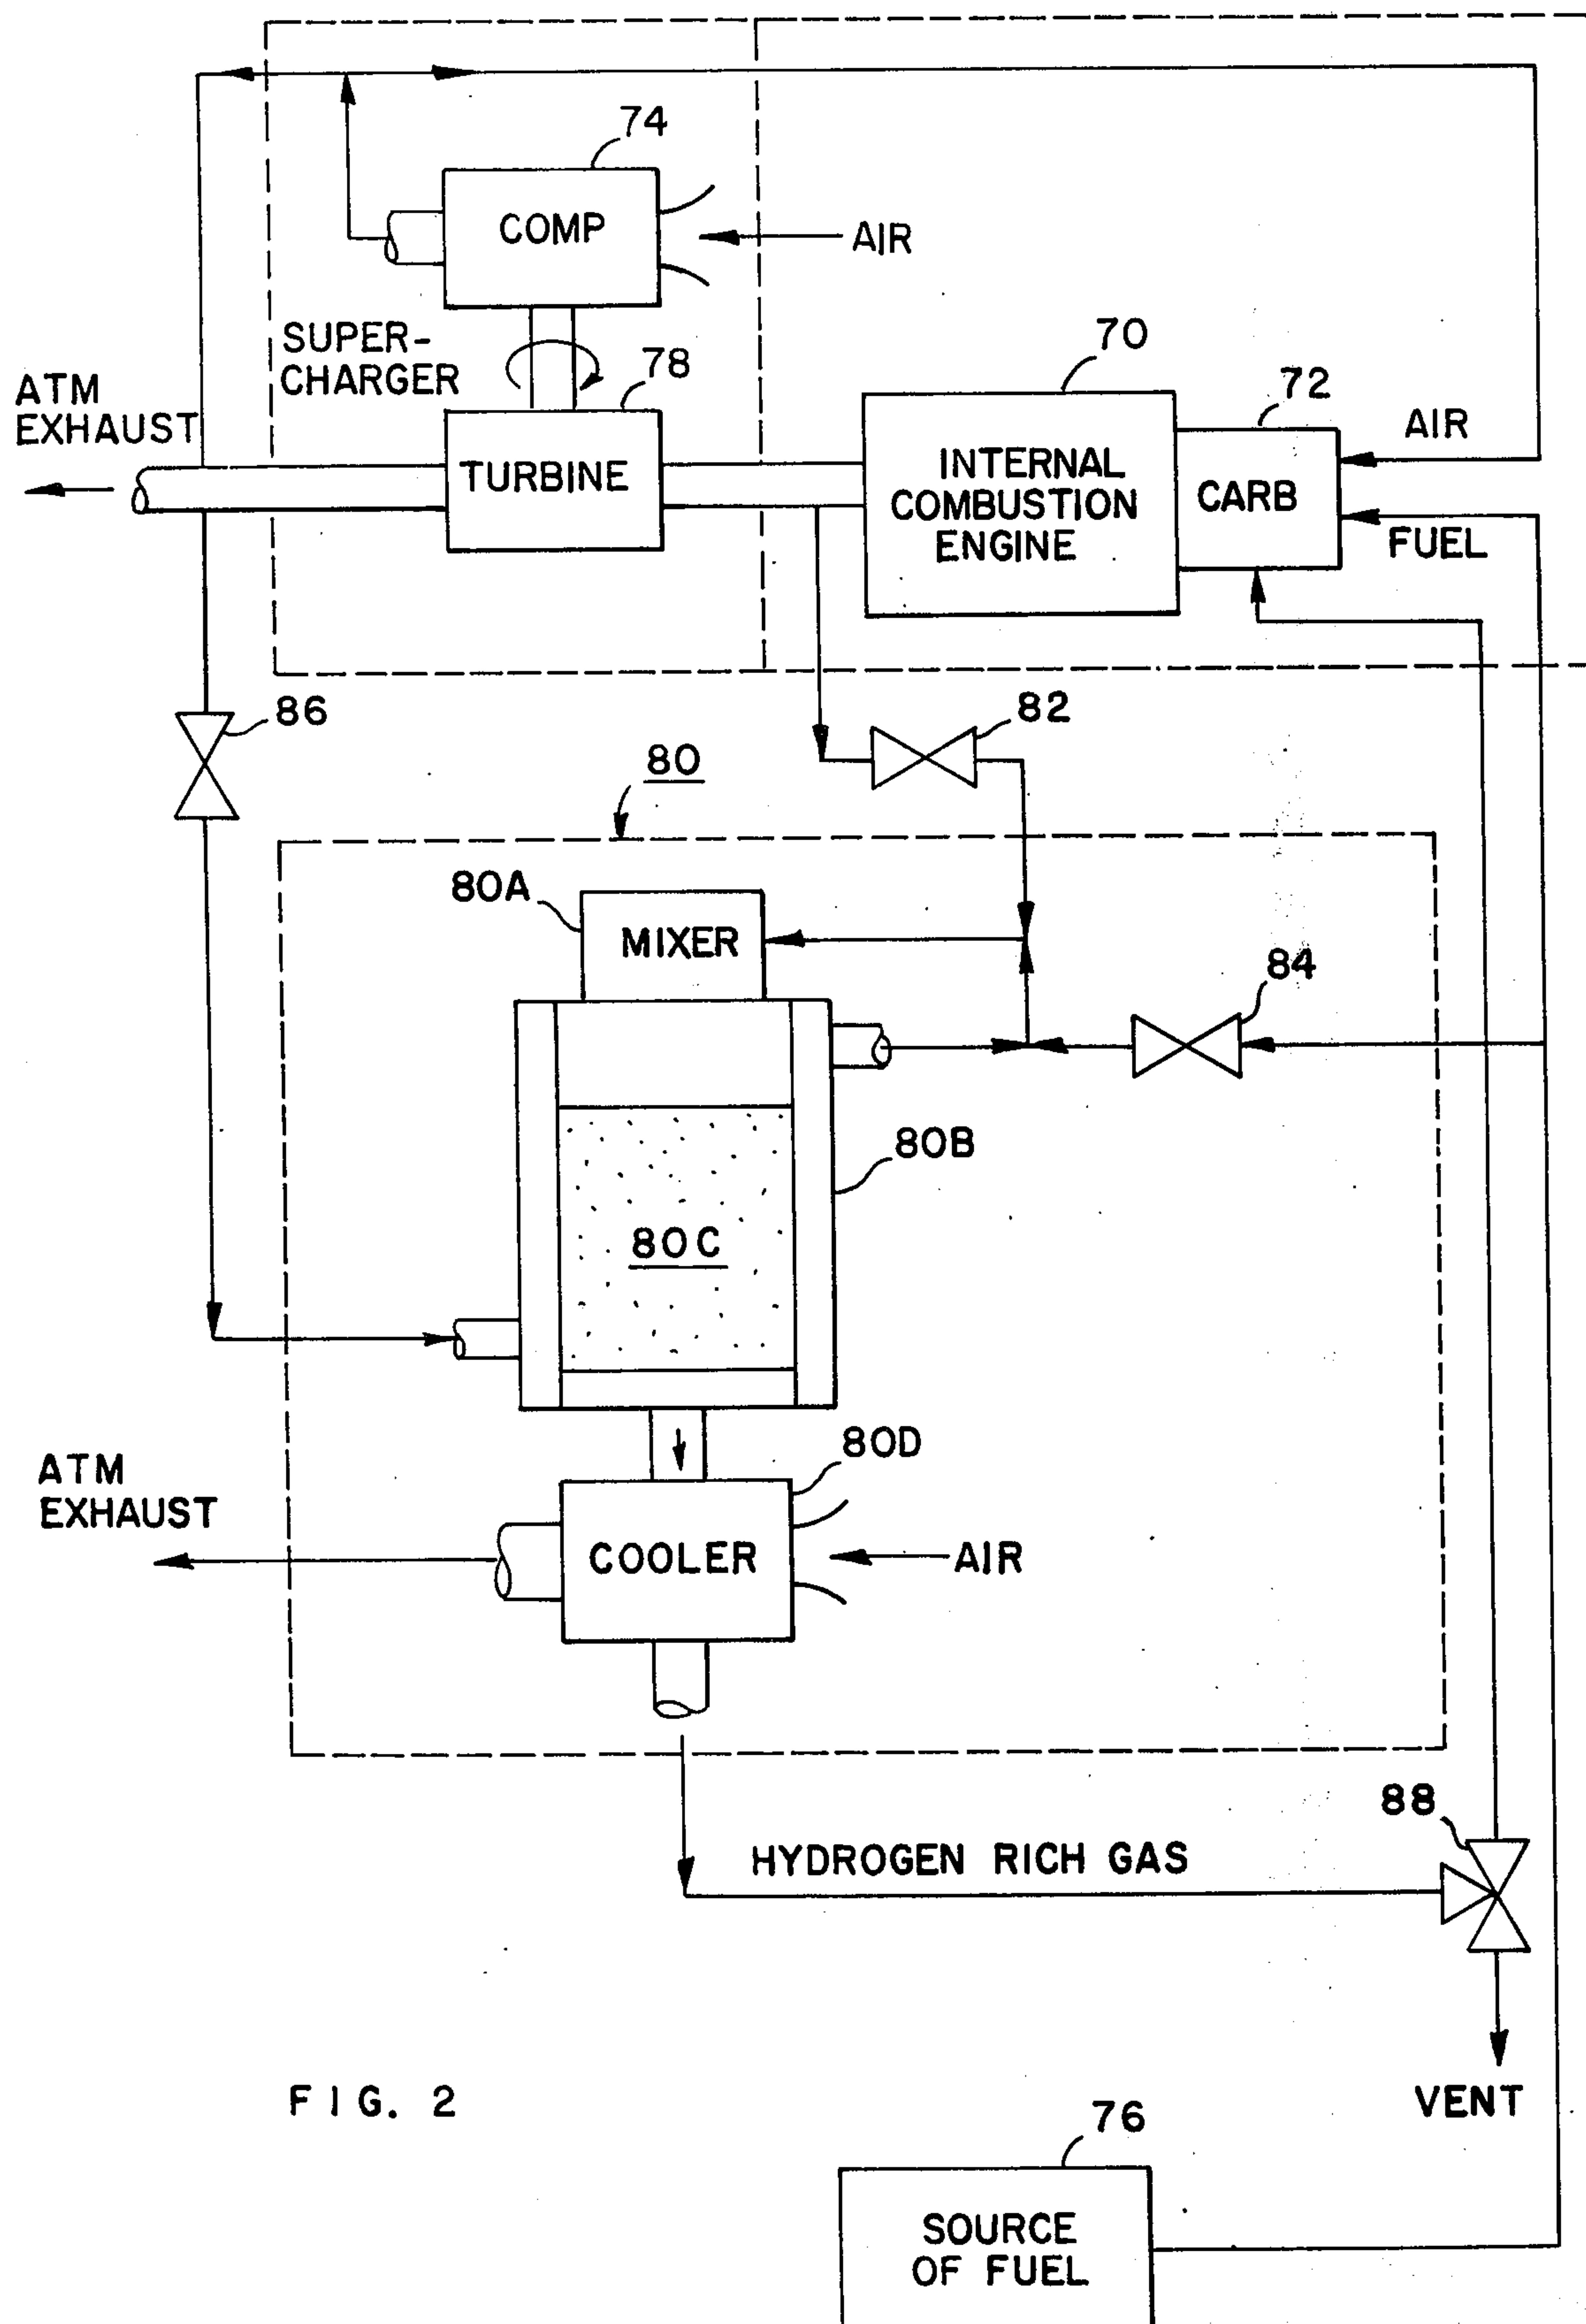 74
COMP
AIR
SUPER-
CHARGER
78
70
72
ATM
EXHAUST
TURBINE
INTERNAL
COMBUSTION
ENGINE
CARB
AIR
FUEL
86
82
80
80A
MIXER
84
80B
80C
80D
ATM
EXHAUST
COOLER
AIR
88
HYDROGEN RICH GAS
VENT
FIG. 2
76
SOURCE
OF FUEL